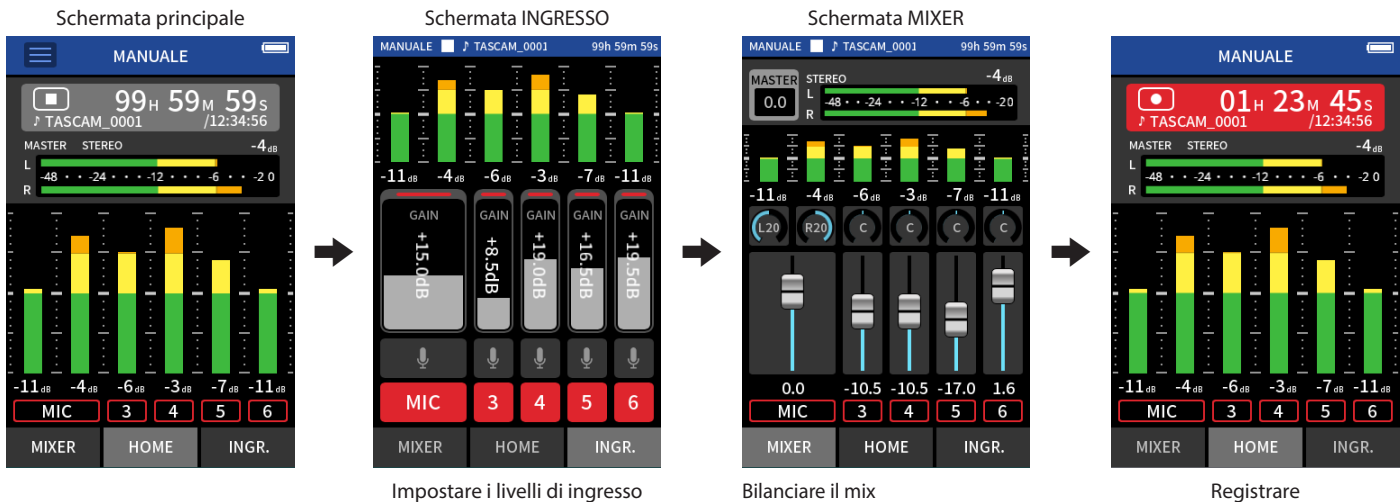 Schermata principale
MANUALE
99H 59M 59S
♪ TASCAM_0001 /12:34:56
MASTER STEREO -4dB
L
-48 · · -24 · · · -12 · · · -6 · · -2 0
R
-11dB -4dB -6dB -3dB -7dB -11dB
MIC 3 4 5 6
MIXER HOME INGR.
Schermata INGRESSO
MANUALE ♪ TASCAM_0001 99h 59m 59s
-11dB -4dB -6dB -3dB -7dB -11dB
GAIN GAIN GAIN GAIN GAIN
+15.0dB +8.5dB +19.0dB +16.5dB +19.5dB
MIC 3 4 5 6
MIXER HOME INGR.
Impostare i livelli di ingresso
Schermata MIXER
MANUALE ♪ TASCAM_0001 99h 59m 59s
MASTER STEREO -4dB
0.0
L
-48 · · -24 · · · -12 · · · -6 · · -20
R
-11dB -4dB -6dB -3dB -7dB -11dB
L20 R20 C C C C
0.0 -10.5 -10.5 -17.0 1.6
MIC 3 4 5 6
MIXER HOME INGR.
Bilanciare il mix
MANUALE
01H 23M 45S
♪ TASCAM_0001 /12:34:56
MASTER STEREO -4dB
L
-48 · · -24 · · · -12 · · · -6 · · -2 0
R
-11dB -4dB -6dB -3dB -7dB -11dB
MIC 3 4 5 6
MIXER HOME INGR.
Registrare